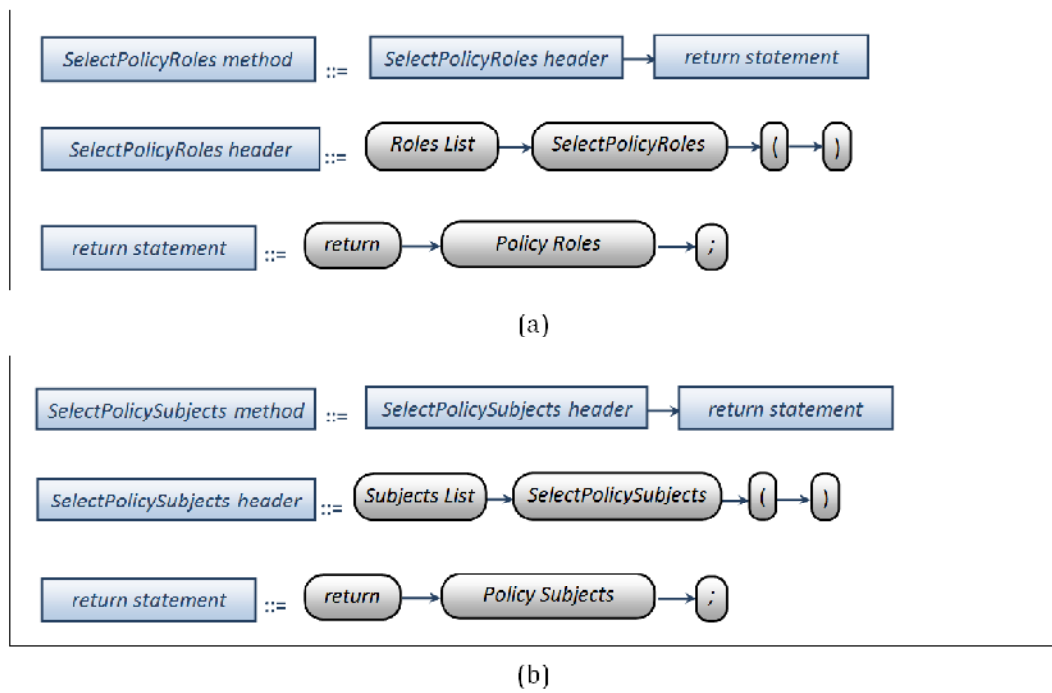 SelectPolicyRoles method ::= SelectPolicyRoles header return statement
SelectPolicyRoles header ::= Roles List SelectPolicyRoles ( )
return statement ::= return Policy Roles ;
(a)
SelectPolicySubjects method ::= SelectPolicySubjects header return statement
SelectPolicySubjects header ::= Subjects List SelectPolicySubjects ( )
return statement ::= return Policy Subjects ;
(b)